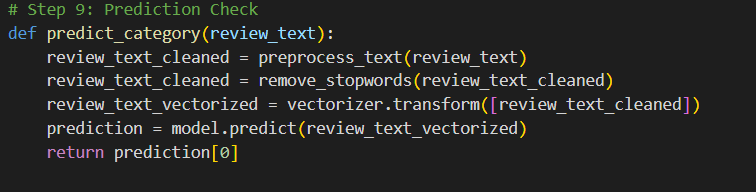 # Step 9: Prediction Check
def predict_category(review_text):
    review_text_cleaned = preprocess_text(review_text)
    review_text_cleaned = remove_stopwords(review_text_cleaned)
    review_text_vectorized = vectorizer.transform([review_text_cleaned])
    prediction = model.predict(review_text_vectorized)
    return prediction[0]